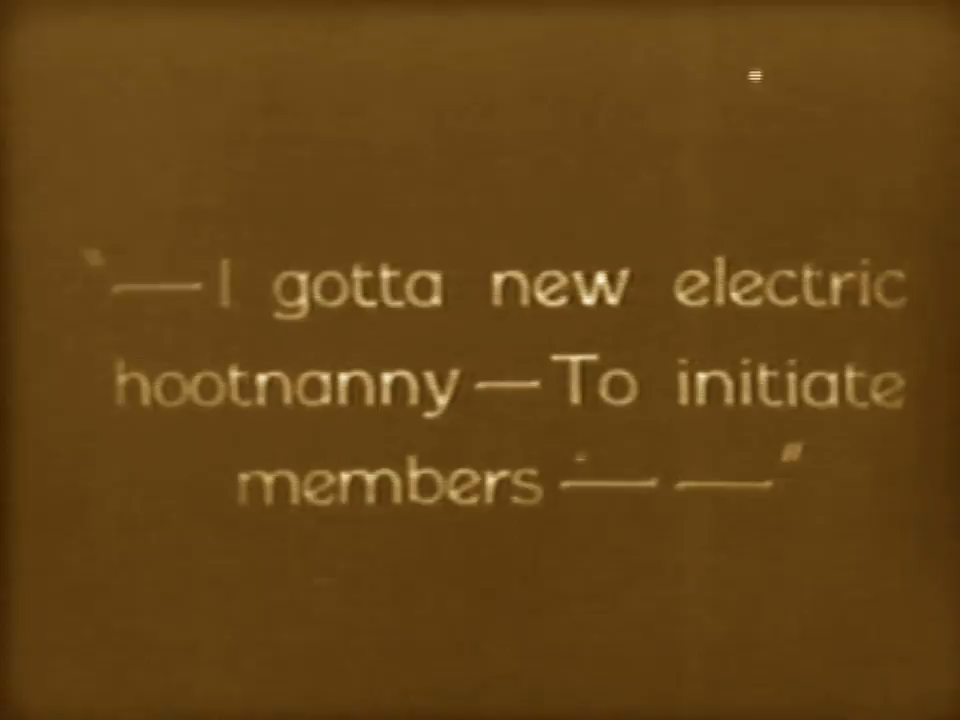 "—I gotta new electric
hootnanny—To initiate
members — —"